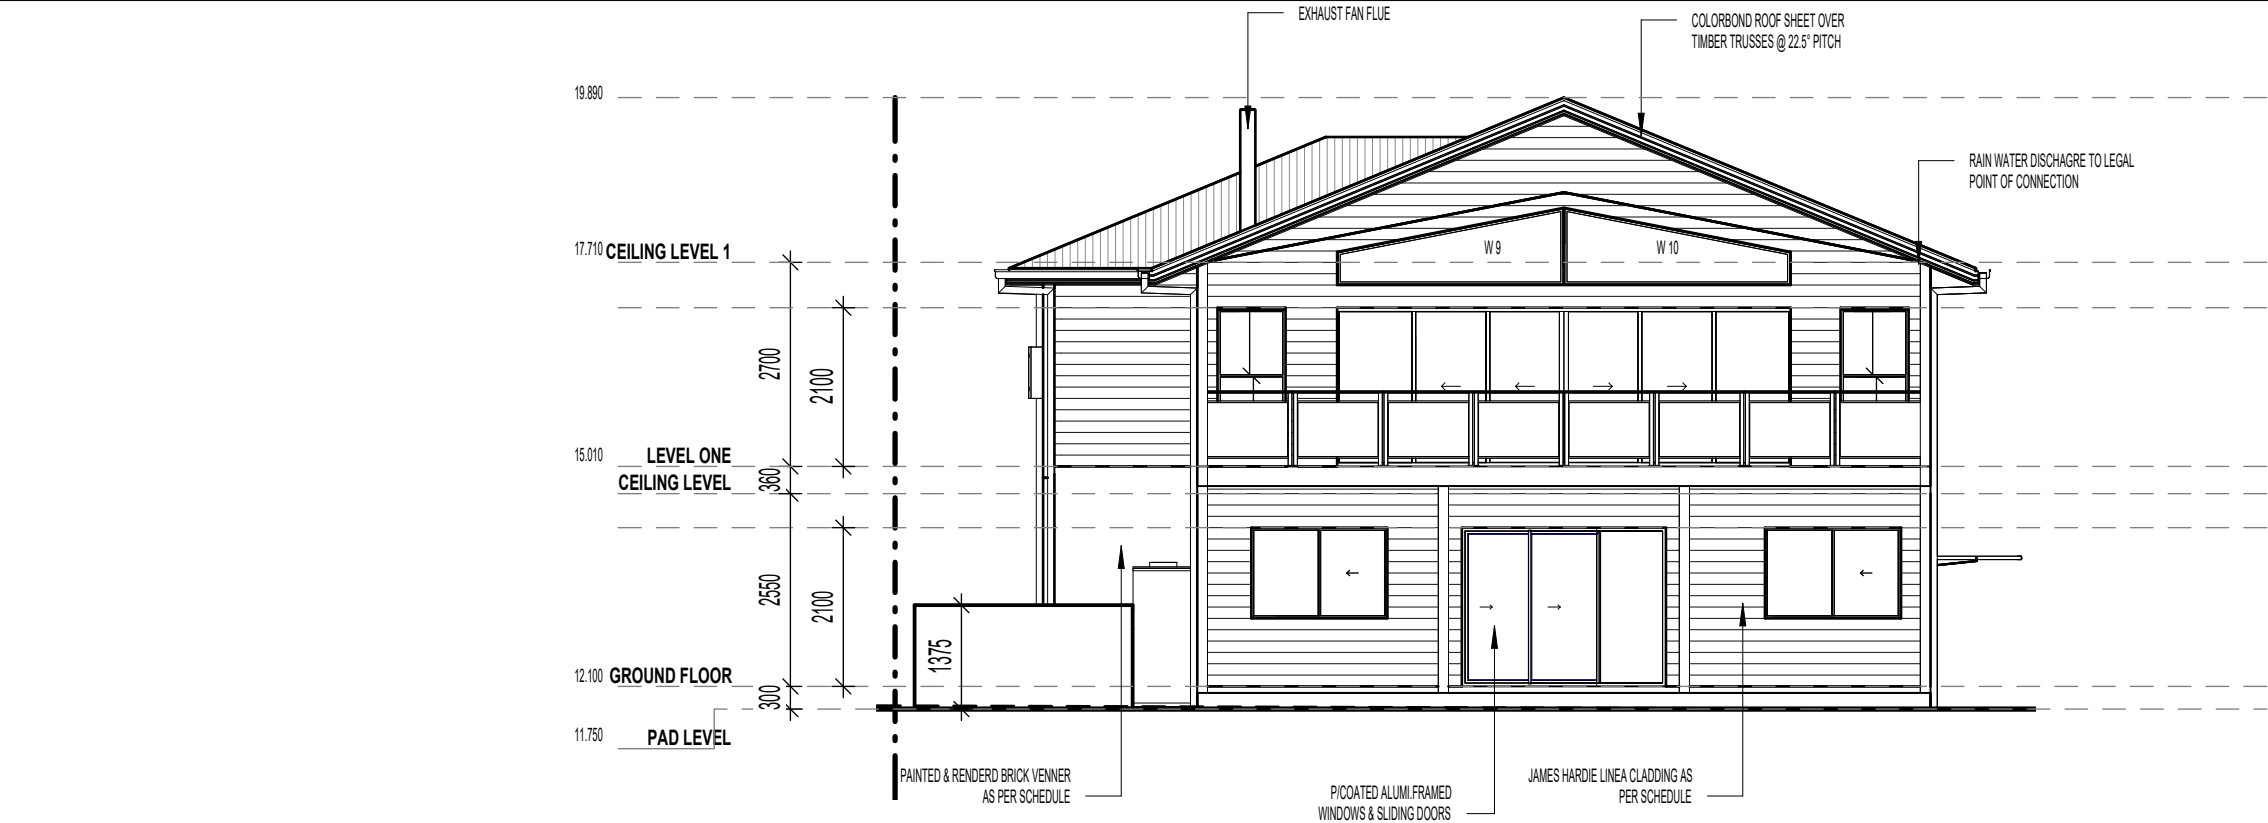 EXHAUST FAN FLUE
COLORBOND ROOF SHEET OVER
TIMBER TRUSSES @ 22.5° PITCH
19.890
RAIN WATER DISCHAGRE TO LEGAL
POINT OF CONNECTION
17.710 CEILING LEVEL 1
W 9
W 10
2700
2100
15.010 LEVEL ONE
360
CEILING LEVEL
2550
2100
1375
12.100 GROUND FLOOR
300
11.750 PAD LEVEL
PAINTED & RENDERD BRICK VENNER
AS PER SCHEDULE
P/COATED ALUMI.FRAMED
WINDOWS & SLIDING DOORS
JAMES HARDIE LINEA CLADDING AS
PER SCHEDULE